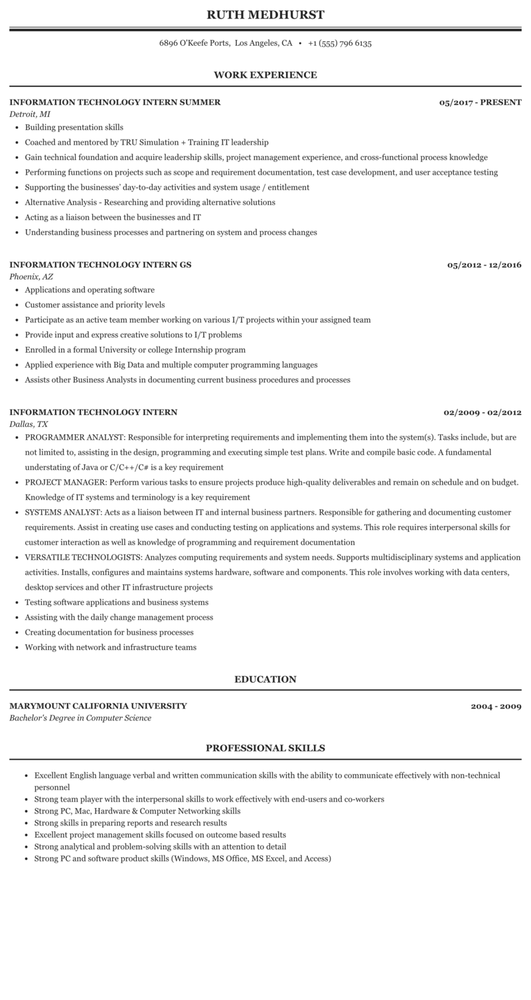 RUTH MEDHURST
6896 O'Keefe Ports,  Los Angeles, CA • +1 (555) 796 6135
WORK EXPERIENCE
INFORMATION TECHNOLOGY INTERN SUMMER 05/2017 - PRESENT
Detroit, MI
• Building presentation skills
• Coached and mentored by TRU Simulation + Training IT leadership
• Gain technical foundation and acquire leadership skills, project management experience, and cross-functional process knowledge
• Performing functions on projects such as scope and requirement documentation, test case development, and user acceptance testing
• Supporting the businesses' day-to-day activities and system usage / entitlement
• Alternative Analysis - Researching and providing alternative solutions
• Acting as a liaison between the businesses and IT
• Understanding business processes and partnering on system and process changes
INFORMATION TECHNOLOGY INTERN GS 05/2012 - 12/2016
Phoenix, AZ
• Applications and operating software
• Customer assistance and priority levels
• Participate as an active team member working on various I/T projects within your assigned team
• Provide input and express creative solutions to I/T problems
• Enrolled in a formal University or college Internship program
• Applied experience with Big Data and multiple computer programming languages
• Assists other Business Analysts in documenting current business procedures and processes
INFORMATION TECHNOLOGY INTERN 02/2009 - 02/2012
Dallas, TX
• PROGRAMMER ANALYST: Responsible for interpreting requirements and implementing them into the system(s). Tasks include, but are
not limited to, assisting in the design, programming and executing simple test plans. Write and compile basic code. A fundamental
understating of Java or C/C++/C# is a key requirement
• PROJECT MANAGER: Perform various tasks to ensure projects produce high-quality deliverables and remain on schedule and on budget.
Knowledge of IT systems and terminology is a key requirement
• SYSTEMS ANALYST: Acts as a liaison between IT and internal business partners. Responsible for gathering and documenting customer
requirements. Assist in creating use cases and conducting testing on applications and systems. This role requires interpersonal skills for
customer interaction as well as knowledge of programming and requirement documentation
• VERSATILE TECHNOLOGISTS: Analyzes computing requirements and system needs. Supports multidisciplinary systems and application
activities. Installs, configures and maintains systems hardware, software and components. This role involves working with data centers,
desktop services and other IT infrastructure projects
• Testing software applications and business systems
• Assisting with the daily change management process
• Creating documentation for business processes
• Working with network and infrastructure teams
EDUCATION
MARYMOUNT CALIFORNIA UNIVERSITY 2004 - 2009
Bachelor's Degree in Computer Science
PROFESSIONAL SKILLS
• Excellent English language verbal and written communication skills with the ability to communicate effectively with non-technical
personnel
• Strong team player with the interpersonal skills to work effectively with end-users and co-workers
• Strong PC, Mac, Hardware & Computer Networking skills
• Strong skills in preparing reports and research results
• Excellent project management skills focused on outcome based results
• Strong analytical and problem-solving skills with an attention to detail
• Strong PC and software product skills (Windows, MS Office, MS Excel, and Access)